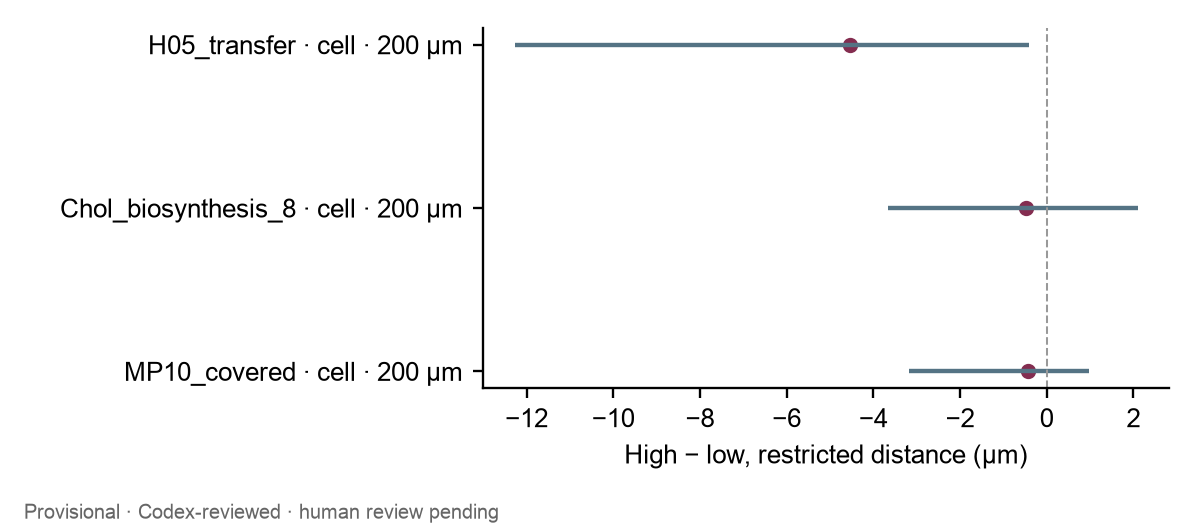 H05_transfer · cell · 200 µm
Chol_biosynthesis_8 · cell · 200 µm
MP10_covered · cell · 200 µm
−12 −10 −8 −6 −4 −2 0 2
High − low, restricted distance (µm)
Provisional · Codex-reviewed · human review pending